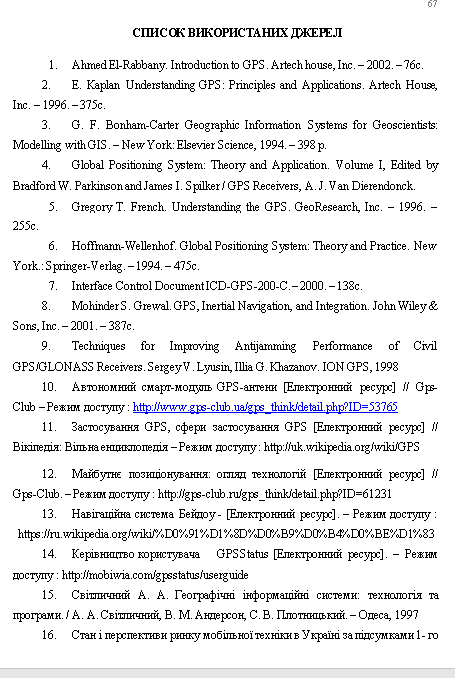 67
СПИСОК ВИКОРИСТАНИХ ДЖЕРЕЛ
1. Ahmed El-Rabbany. Introduction to GPS. Artech house, Inc. – 2002. – 76с.
2. E. Kaplan Understanding GPS: Principles and Applications. Artech House,
Inc. – 1996. – 375с.
3. G. F. Bonham-Carter Geographic Information Systems for Geoscientists:
Modelling with GIS. – New York: Elsevier Science, 1994. – 398 p.
4. Global Positioning System: Theory and Application. Volume I, Edited by
Bradford W. Parkinson and James I. Spilker / GPS Receivers, A. J. Van Dierendonck.
5. Gregory T. French. Understanding the GPS. GeoResearch, Inc. – 1996. –
255с.
6. Hoffmann-Wellenhof. Global Positioning System: Theory and Practice. New
York.: Springer-Verlag. – 1994. – 475с.
7. Interface Control Document ICD-GPS-200-C. – 2000. – 138с.
8. Mohinder S. Grewal. GPS, Inertial Navigation, and Integration. John Wiley &
Sons, Inc. – 2001. – 387с.
9. Techniques for Improving Antijamming Performance of Civil
GPS/GLONASS Receivers. Sergey V. Lyusin, Illia G. Khazanov. ION GPS, 1998
10. Автономний смарт-модуль GPS-антени [Електронний ресурс] // Gps-
Club – Режим доступу : http://www.gps-club.ua/gps_think/detail.php?ID=53765
11. Застосування GPS, сфери застосування GPS [Електронний ресурс] //
Вікіпедія: Вільна енциклопедія – Режим доступу : http://uk.wikipedia.org/wiki/GPS
12. Майбутнє позиціонування: огляд технологій [Електронний ресурс] //
Gps-Club. – Режим доступу : http://gps-club.ru/gps_think/detail.php?ID=61231
13. Навігаційна система Бейдоу - [Електронний ресурс]. – Режим доступу :
https://ru.wikipedia.org/wiki/%D0%91%D1%8D%D0%B9%D0%B4%D0%BE%D1%83
14. Керівництво користувача GPSStatus [Електронний ресурс]. – Режим
доступу : http://mobiwia.com/gpsstatus/userguide
15. Світличний А. А. Географічні інформаційні системи: технологія та
програми. / А. А. Світличний, В. М. Андерсон, С. В. Плотницький. – Одеса, 1997
16. Стан і перспективи ринку мобільної техніки в Україні за підсумками 1- го